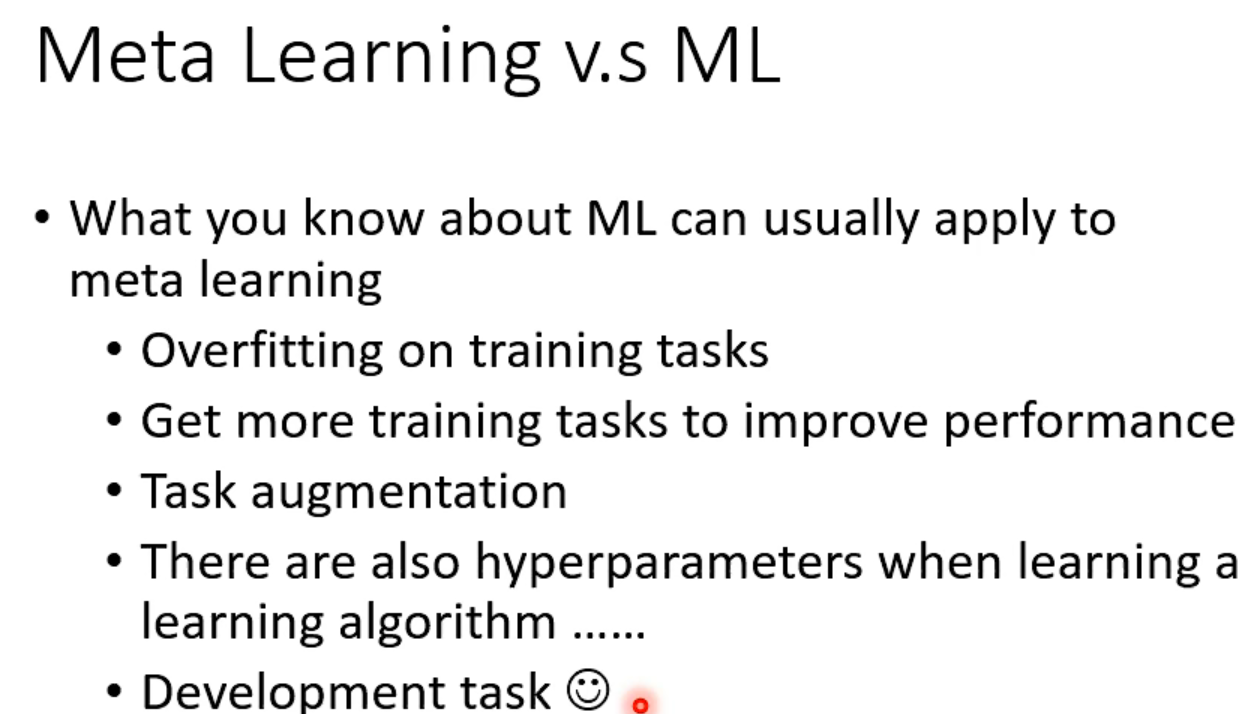 Meta Learning v.s ML
• What you know about ML can usually apply to
meta learning
• Overfitting on training tasks
• Get more training tasks to improve performance
• Task augmentation
• There are also hyperparameters when learning a
learning algorithm ……
• Development task ☺